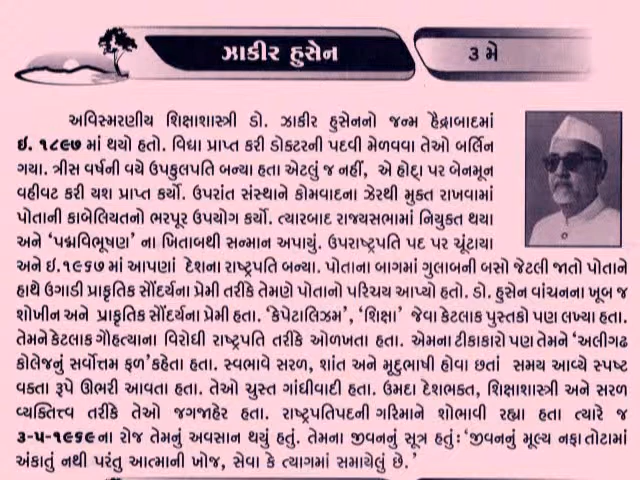 ઝાકીર હુસેન
૩ મે
અવિસ્મરણીય શિક્ષાશાસ્ત્રી ડો. ઝાકીર હુસેનનો જન્મ હૈદ્રાબાદમાં
ઇ. ૧૮૯૭ માં થયો હતો. વિદ્યા પ્રાપ્ત કરી ડોકટરની પદવી મેળવવા તેઓ બર્લિન
ગયા. ત્રીસ વર્ષની વયે ઉપકુલપતિ બન્યા હતા એટલું જ નહીં, એ હોદ્દા પર બેનમૂન
વહીવટ કરી યશ પ્રાપ્ત કર્યો. ઉપરાંત સંસ્થાને કોમવાદના ઝેરથી મુક્ત રાખવામાં
પોતાની કાબેલિયતનો ભરપૂર ઉપયોગ કર્યો. ત્યારબાદ રાજ્યસભામાં નિયુક્ત થયા
અને ‘પદ્મવિભૂષણ’ ના ખિતાબથી સન્માન અપાયું. ઉપરાષ્ટ્રપતિ પદ પર ચૂંટાયા
અને ઇ.૧૯૬૭ માં આપણાં દેશના રાષ્ટ્રપતિ બન્યા. પોતાના બાગમાં ગુલાબની બસો જેટલી જાતો પોતાને
હાથે ઉગાડી પ્રાકૃતિક સૌંદર્યના પ્રેમી તરીકે તેમણે પોતાનો પરિચય આપ્યો હતો. ડો. હુસેન વાંચનના ખૂબ જ
શોખીન અને પ્રાકૃતિક સૌંદર્યના પ્રેમી હતા. ‘કેપેટાલિઝમ’, ‘શિક્ષા’ જેવા કેટલાક પુસ્તકો પણ લખ્યા હતા.
તેમને કેટલાક ગૌહત્યાના વિરોધી રાષ્ટ્રપતિ તરીકે ઓળખતા હતા. એમના ટીકાકારો પણ તેમને ‘અલીગઢ
કોલેજનું સર્વોત્તમ ફળ’કહેતા હતા. સ્વભાવે સરળ, શાંત અને મૃદુભાષી હોવા છતાં સમય આવ્યે સ્પષ્ટ
વક્તા રૂપે ઊભરી આવતા હતા. તેઓ ચુસ્ત ગાંધીવાદી હતા. ઉંમદા દેશભક્ત, શિક્ષાશાસ્ત્રી અને સરળ
વ્યક્તિત્ત્વ તરીકે તેઓ જગજાહેર હતા. રાષ્ટ્રપતિપદની ગરિમાને શોભાવી રહ્યા હતા ત્યારે જ
૩-૫-૧૯૬૯ના રોજ તેમનું અવસાન થયું હતું. તેમના જીવનનું સૂત્ર હતું:‘જીવનનું મૂલ્ય નફાતોટામાં
અંકાતું નથી પરંતુ આત્માની ખોજ, સેવા કે ત્યાગમાં સમાયેલું છે.’